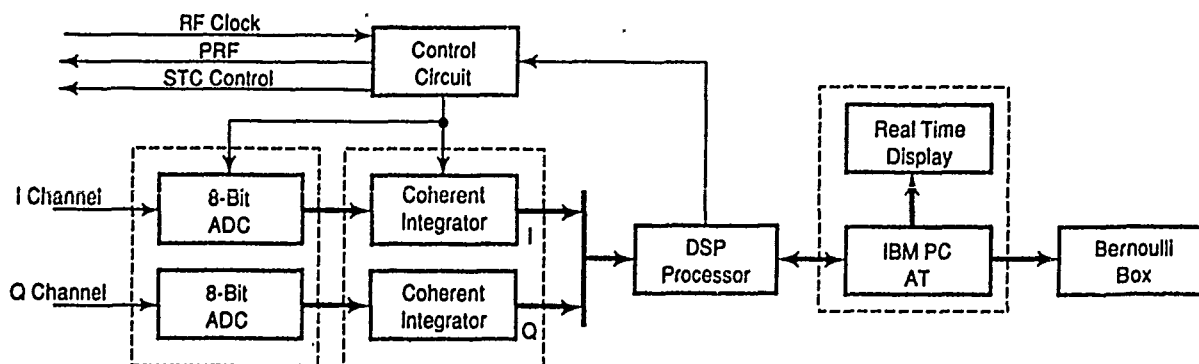 RF Clock
PRF
STC Control
Control
Circuit
Real Time
Display
I Channel
8-Bit
ADC
Coherent
Integrator
I
DSP
Processor
IBM PC
AT
Bernoulli
Box
Q Channel
8-Bit
ADC
Coherent
Integrator
Q